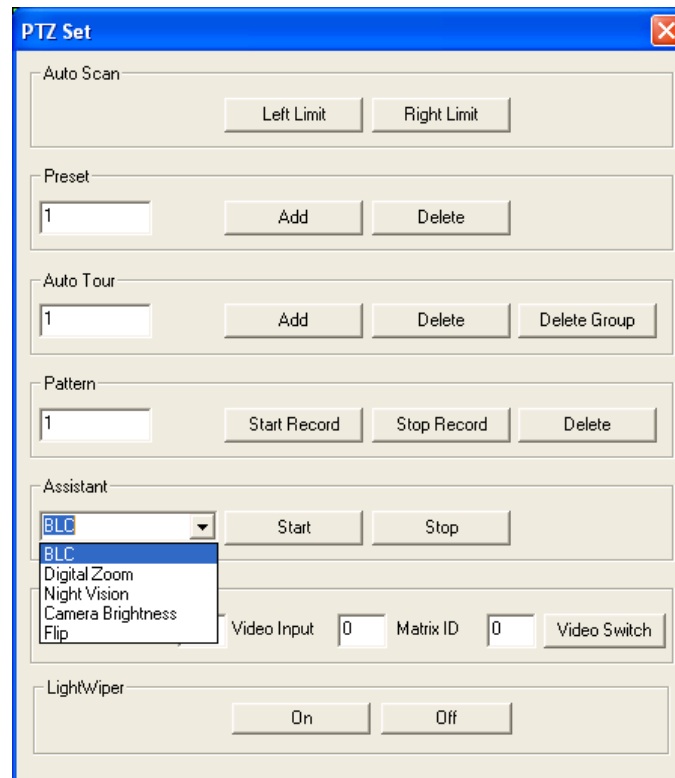 PTZ Set
Auto Scan
Left Limit Right Limit
Preset
1 Add Delete
Auto Tour
1 Add Delete Delete Group
Pattern
1 Start Record Stop Record Delete
Assistant
BLC Start Stop
BLC
Digital Zoom
Night Vision
Camera Brightness
Flip
Video Input 0 Matrix ID 0 Video Switch
LightWiper
On Off